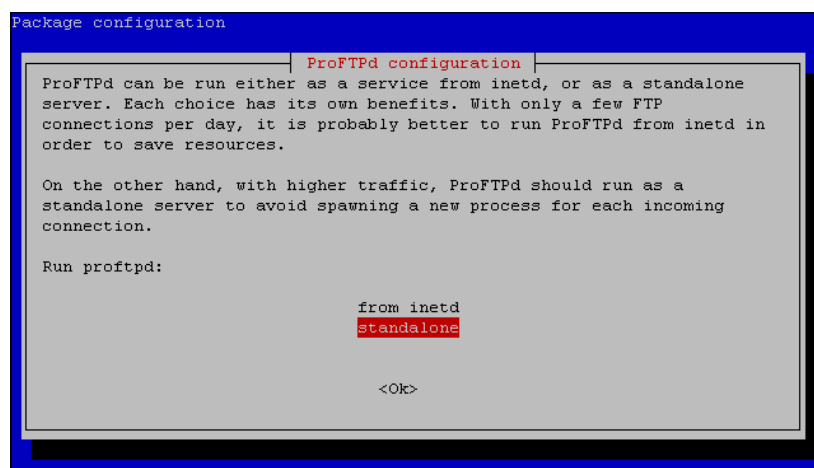 Package configuration
ProFTPd configuration
ProFTPd can be run either as a service from inetd, or as a standalone
server. Each choice has its own benefits. With only a few FTP
connections per day, it is probably better to run ProFTPd from inetd in
order to save resources.
On the other hand, with higher traffic, ProFTPd should run as a
standalone server to avoid spawning a new process for each incoming
connection.
Run proftpd:
from inetd
standalone
<Ok>